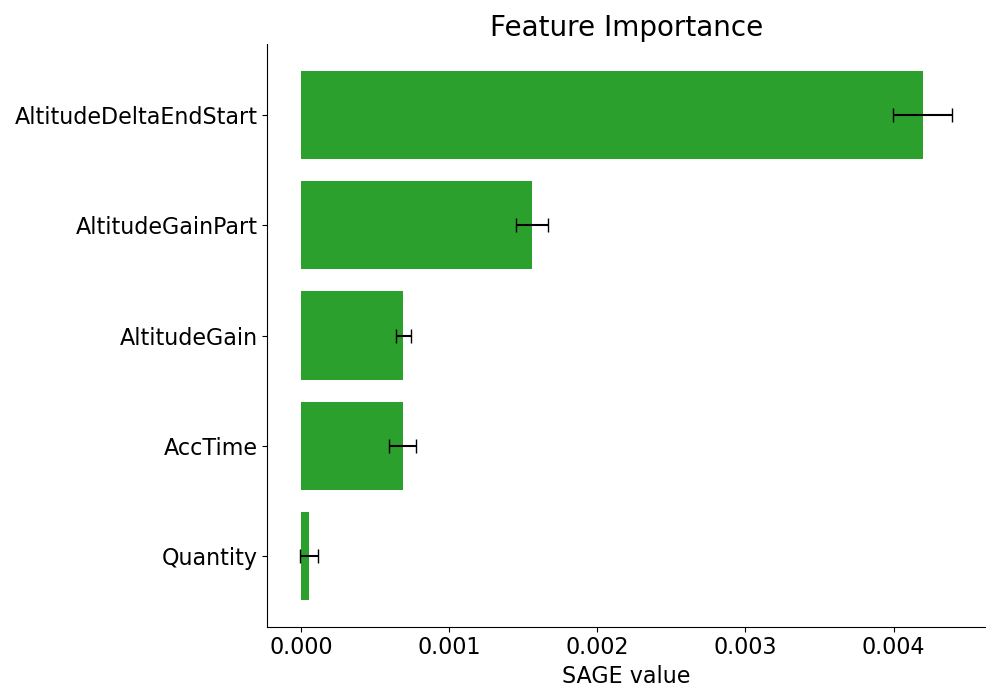 Feature Importance
AltitudeDeltaEndStart
AltitudeGainPart
AltitudeGain
AccTime
Quantity
0.000 0.001 0.002 0.003 0.004
SAGE value